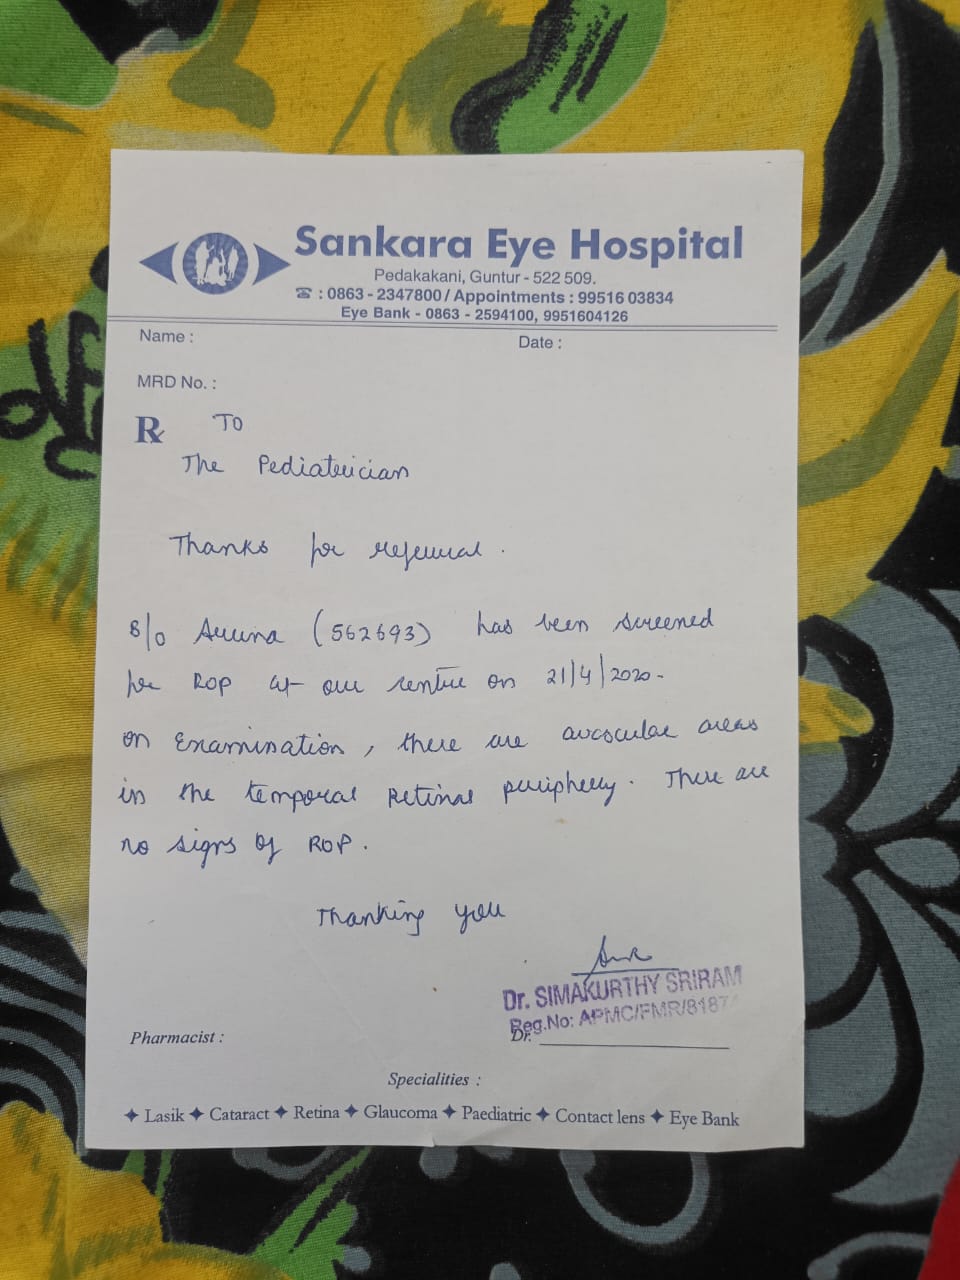 Sankara Eye Hospital
Pedakakani, Guntur - 522 509.
☎ : 0863 - 2347800 / Appointments : 99516 03834
Eye Bank - 0863 - 2594100, 9951604126
Name :
Date :
MRD No. :
℞ To
The Pediatrician
Thanks for referral.
S/o Aruna (562693) has been screened
for ROP at our centre on 21/4/2020.
on Examination, there are avascular areas
in the temporal Retinal periphery. There are
no signs of ROP.
Thanking you
Dr. SIMAKURTHY SRIRAM
Reg.No: APMC/FMR/8187
Dr.
Pharmacist :
Specialities :
✦ Lasik ✦ Cataract ✦ Retina ✦ Glaucoma ✦ Paediatric ✦ Contact lens ✦ Eye Bank